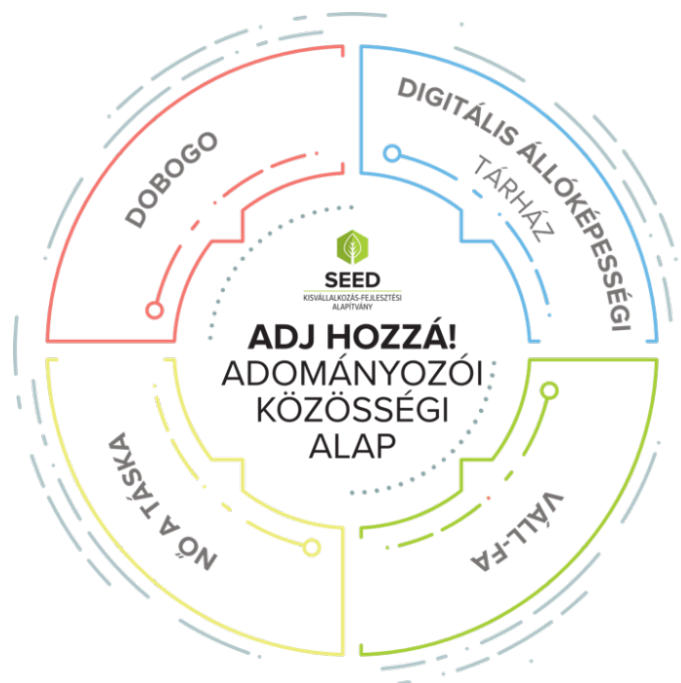 DOBOGO
DIGITÁLIS ÁLLÓKÉPESSÉGI
TÁRHÁZ
SEED
KISVÁLLALKOZÁS-FEJLESZTÉSI
ALAPÍTVÁNY
ADJ HOZZÁ!
ADOMÁNYOZÓI
KÖZÖSSÉGI
ALAP
NŐ A TÁSKA
VÁLL-FA